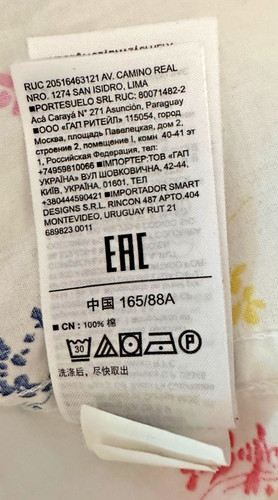 RUC 20516463121 AV. CAMINO REAL
NRO. 1274 SAN ISIDRO, LIMA
■PORTESUELO SRL RUC: 80071482-2
Acá Carayá N° 271 Asunción, Paraguay
■ООО «ГАП РИТЕЙЛ» 115054, город
Москва, площадь Павелецкая, дом 2,
строение 2, помещение I, комн 40-41 эт
1, Российская Федерация. тел:
+74959810066 ■ІМПОРТЕР:ТОВ «ГАП
УКРАЇНА» ВУЛ ШОВКОВИЧНА, 42-44,
КИЇВ, УКРАЇНА, 01601, ТЕЛ
+380444590421 ■IMPORTADOR SMART
DESIGNS S.R.L. RINCON 487 APTO.404
MONTEVIDEO, URUGUAY RUT 21
689823 0011
EAC
中国 165/88A
■ CN : 100% 棉
30 P
洗涤后，尽快取出